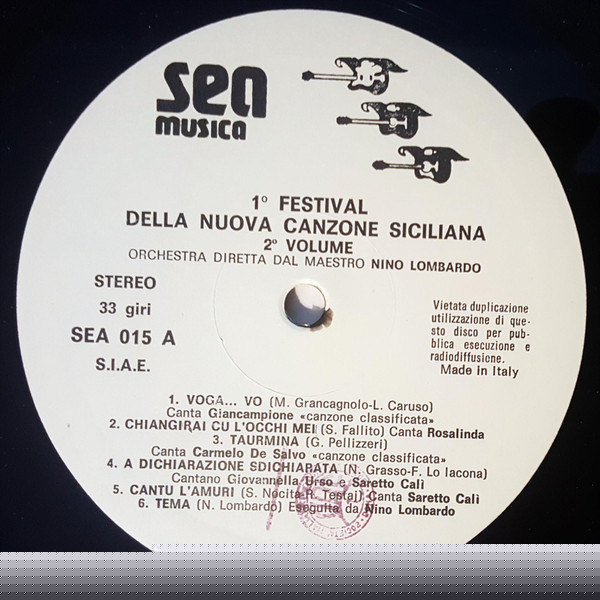 sea
musica
1º FESTIVAL
DELLA NUOVA CANZONE SICILIANA
2º VOLUME
ORCHESTRA DIRETTA DAL MAESTRO NINO LOMBARDO
STEREO
33 giri
SEA 015 A
S.I.A.E.
Vietata duplicazione
utilizzazione di que-
sto disco per pub-
blica esecuzione e
radiodiffusione.
Made in Italy
1. VOGA... VO (M. Grancagnolo-L. Caruso)
Canta Giancampione «canzone classificata»
2. CHIANGIRAI CU L'OCCHI MEI (S. Fallito) Canta Rosalinda
3. TAURMINA (G. Pellizzeri)
Canta Carmelo De Salvo «canzone classificata»
4. A DICHIARAZIONE SDICHIARATA (N. Grasso-F. Lo Iacona)
Cantano Giovannella Urso e Saretto Calì
5. CANTU L'AMURI (S. Nocita-R. Testaj) Canta Saretto Calì
6. TEMA (N. Lombardo) Eseguita da Nino Lombardo